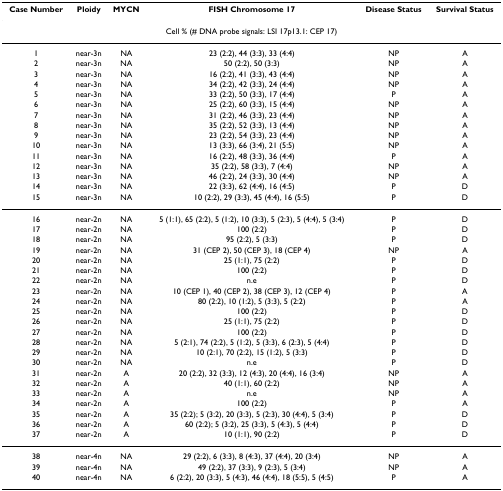 Case Number Ploidy MYCN FISH Chromosome 17 Disease Status Survival Status
Cell % (# DNA probe signals: LSI 17p13.1: CEP 17)
1 near-3n NA 23 (2:2), 44 (3:3), 33 (4:4) NP A
2 near-3n NA 50 (2:2), 50 (3:3) NP A
3 near-3n NA 16 (2:2), 41 (3:3), 43 (4:4) NP A
4 near-3n NA 34 (2:2), 42 (3:3), 24 (4:4) NP A
5 near-3n NA 33 (2:2), 50 (3:3), 17 (4:4) P A
6 near-3n NA 25 (2:2), 60 (3:3), 15 (4:4) NP A
7 near-3n NA 31 (2:2), 46 (3:3), 23 (4:4) NP A
8 near-3n NA 35 (2:2), 52 (3:3), 13 (4:4) NP A
9 near-3n NA 23 (2:2), 54 (3:3), 23 (4:4) NP A
10 near-3n NA 13 (3:3), 66 (3:4), 21 (5:5) NP A
11 near-3n NA 16 (2:2), 48 (3:3), 36 (4:4) P A
12 near-3n NA 35 (2:2), 58 (3:3), 7 (4:4) NP A
13 near-3n NA 46 (2:2), 24 (3:3), 30 (4:4) NP A
14 near-3n NA 22 (3:3), 62 (4:4), 16 (4:5) P D
15 near-3n NA 10 (2:2), 29 (3:3), 45 (4:4), 16 (5:5) P D
16 near-2n NA 5 (1:1), 65 (2:2), 5 (1:2), 10 (3:3), 5 (2:3), 5 (4:4), 5 (3:4) P D
17 near-2n NA 100 (2:2) P D
18 near-2n NA 95 (2:2), 5 (3:3) P D
19 near-2n NA 31 (CEP 2), 50 (CEP 3), 18 (CEP 4) NP A
20 near-2n NA 25 (1:1), 75 (2:2) P D
21 near-2n NA 100 (2:2) P D
22 near-2n NA n.e P D
23 near-2n NA 10 (CEP 1), 40 (CEP 2), 38 (CEP 3), 12 (CEP 4) P A
24 near-2n NA 80 (2:2), 10 (1:2), 5 (3:3), 5 (2:2) P A
25 near-2n NA 100 (2:2) P D
26 near-2n NA 25 (1:1), 75 (2:2) P D
27 near-2n NA 100 (2:2) P D
28 near-2n NA 5 (2:1), 74 (2:2), 5 (1:2), 5 (3:3), 6 (2:3), 5 (4:4) P D
29 near-2n NA 10 (2:1), 70 (2:2), 15 (1:2), 5 (3:3) P D
30 near-2n NA n.e P D
31 near-2n A 20 (2:2), 32 (3:3), 12 (4:3), 20 (4:4), 16 (3:4) NP A
32 near-2n A 40 (1:1), 60 (2:2) NP A
33 near-2n A n.e NP A
34 near-2n A 100 (2:2) P A
35 near-2n A 35 (2:2); 5 (3:2), 20 (3:3), 5 (2:3), 30 (4:4), 5 (3:4) P D
36 near-2n A 60 (2:2); 5 (3:2), 25 (3:3), 5 (4:3), 5 (4:4) P D
37 near-2n A 10 (1:1), 90 (2:2) P D
38 near-4n NA 29 (2:2), 6 (3:3), 8 (4:3), 37 (4:4), 20 (3:4) NP A
39 near-4n NA 49 (2:2), 37 (3:3), 9 (2:3), 5 (3:4) NP A
40 near-4n NA 6 (2:2), 20 (3:3), 5 (4:3), 46 (4:4), 18 (5:5), 5 (4:5) P A